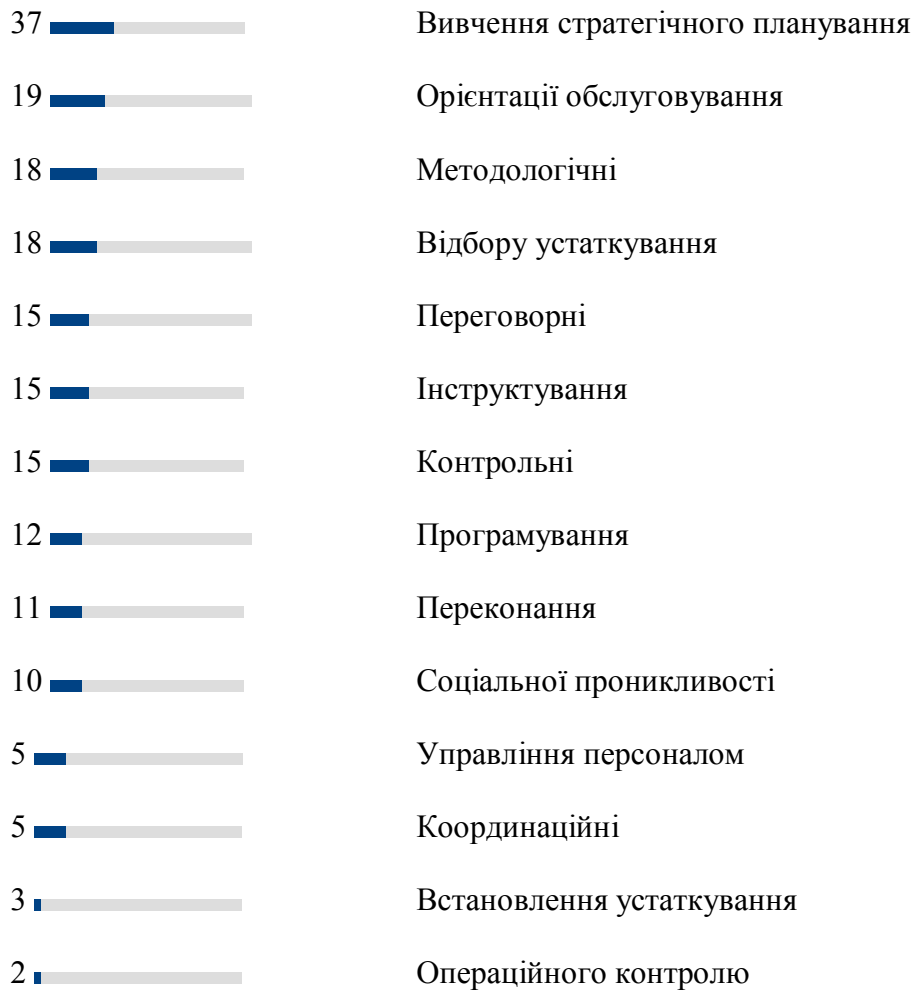 37 Вивчення стратегічного планування
19 Орієнтації обслуговування
18 Методологічні
18 Відбору устаткування
15 Переговорні
15 Інструктування
15 Контрольні
12 Програмування
11 Переконання
10 Соціальної проникливості
5 Управління персоналом
5 Координаційні
3 Встановлення устаткування
2 Операційного контролю